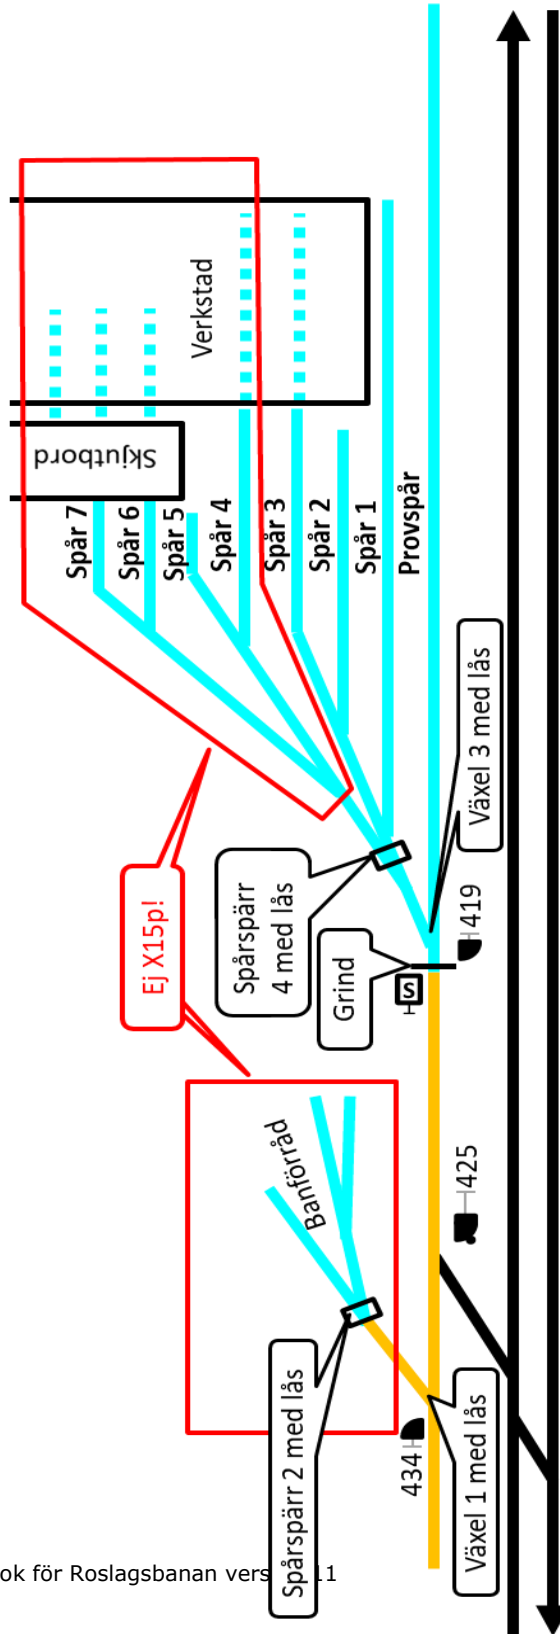 Spår 7
Spår 6
Spår 5
Spår 4
Spår 3
Spår 2
Spår 1
Provspår
Skjutbord
Verkstad
Ej X15p!
Spårspärr
4 med lås
Grind
S
Växel 3 med lås
419
425
Banförråd
434
Spårspärr 2 med lås
Växel 1 med lås
ok för Roslagsbanan vers
11